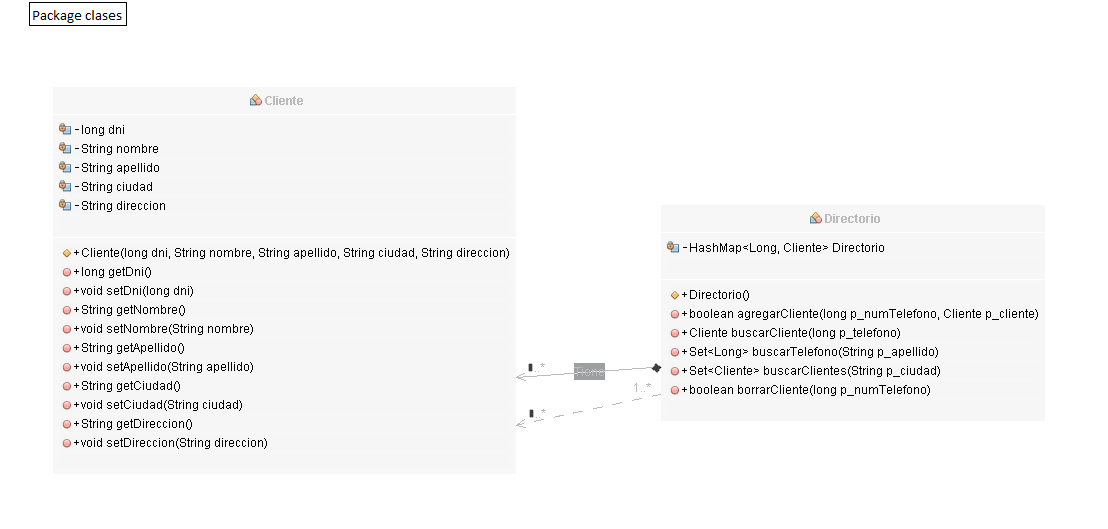 Package clases
Cliente
- long dni
- String nombre
- String apellido
- String ciudad
- String direccion
+ Cliente(long dni, String nombre, String apellido, String ciudad, String direccion)
+ long getDni()
+ void setDni(long dni)
+ String getNombre()
+ void setNombre(String nombre)
+ String getApellido()
+ void setApellido(String apellido)
+ String getCiudad()
+ void setCiudad(String ciudad)
+ String getDireccion()
+ void setDireccion(String direccion)
Directorio
- HashMap<Long, Cliente> Directorio
+ Directorio()
+ boolean agregarCliente(long p_numTelefono, Cliente p_cliente)
+ Cliente buscarCliente(long p_telefono)
+ Set<Long> buscarTelefono(String p_apellido)
+ Set<Cliente> buscarClientes(String p_ciudad)
+ boolean borrarCliente(long p_numTelefono)
..*
Tiene
1..*
..*